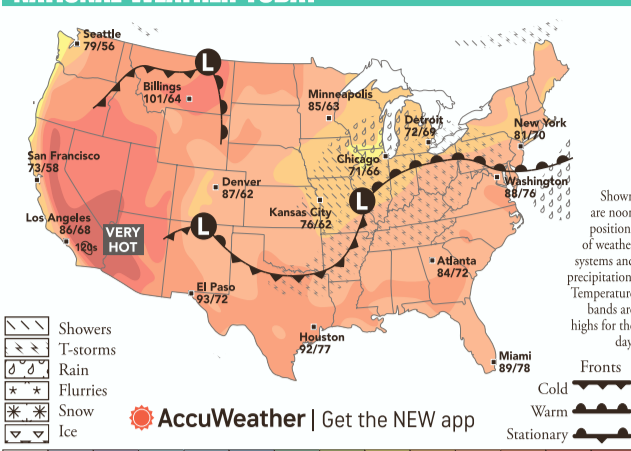 NATIONAL WEATHER TODAY
Seattle
79/56
L
Billings
101/64
Minneapolis
85/63
Detroit
72/69
New York
81/70
San Francisco
73/58
Chicago
71/66
Denver
87/62
Kansas City
76/62
L
Washington
88/76
Los Angeles
86/68
120s
VERY
HOT
L
Atlanta
84/72
El Paso
93/72
Houston
92/77
Miami
89/78
Shown
are noon
position
of weather
systems and
precipitation.
Temperature
bands are
highs for the
day.
Showers
T-storms
Rain
Flurries
Snow
Ice
Fronts
Cold
Warm
Stationary
AccuWeather | Get the NEW app